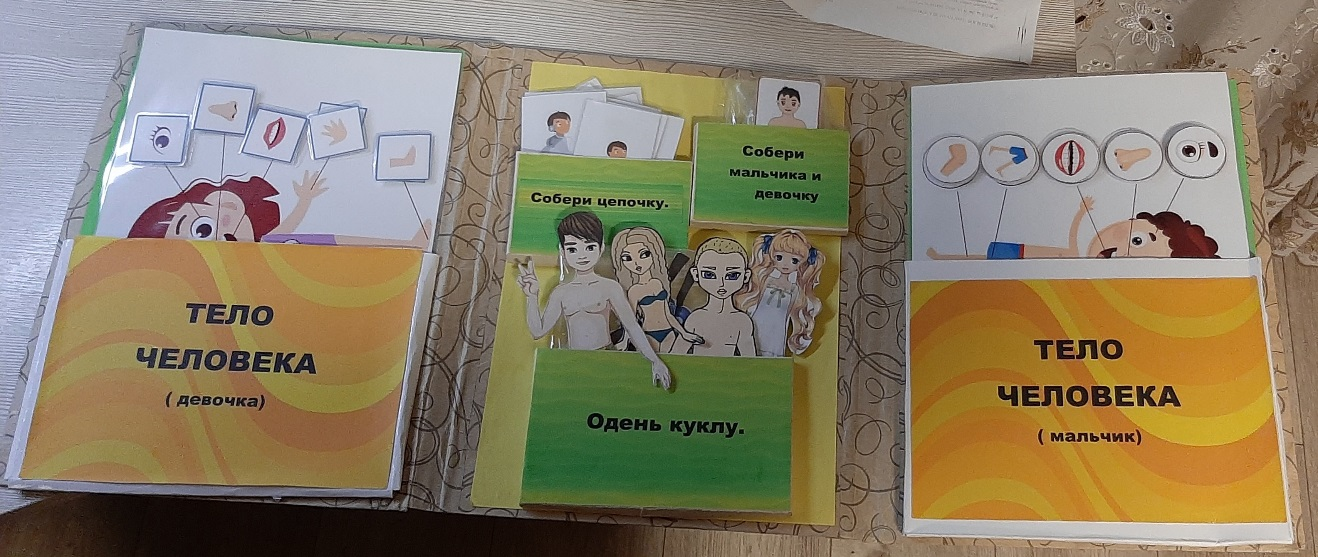 ТЕЛО
ЧЕЛОВЕКА
( девочка)
Собери цепочку.
Собери
мальчика и
девочку
Одень куклу.
ТЕЛО
ЧЕЛОВЕКА
( мальчик)